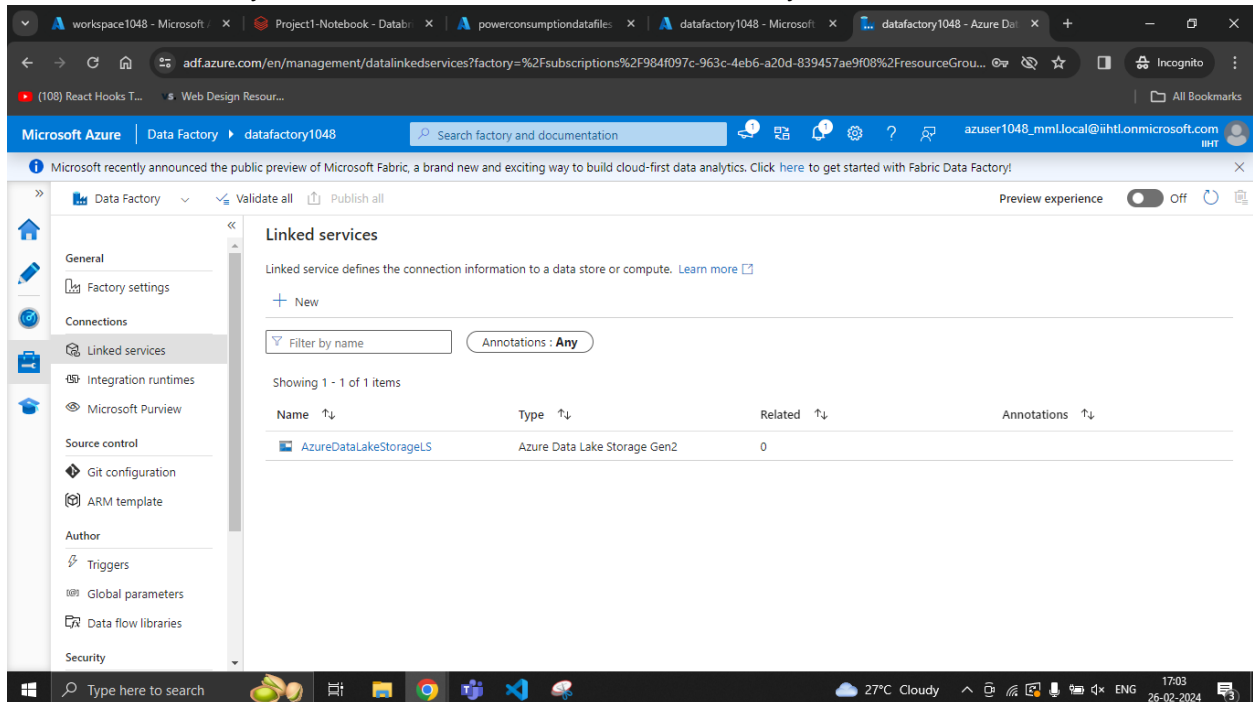 workspace1048 - Microsoft A
Project1-Notebook - Databri
powerconsumptiondatafiles
datafactory1048 - Microsoft
datafactory1048 - Azure Dat
adf.azure.com/en/management/datalinkedservices?factory=%2Fsubscriptions%2F984f097c-963c-4eb6-a20d-839457ae9f08%2FresourceGrou...
Incognito
(108) React Hooks T...
Web Design Resour...
All Bookmarks
Microsoft Azure
Data Factory
datafactory1048
Search factory and documentation
1
1
azuser1048_mml.local@iihtl.onmicrosoft.com
IIHT
Microsoft recently announced the public preview of Microsoft Fabric, a brand new and exciting way to build cloud-first data analytics. Click here to get started with Fabric Data Factory!
Data Factory
Validate all
Publish all
Preview experience
Off
General
Factory settings
Connections
Linked services
Integration runtimes
Microsoft Purview
Source control
Git configuration
ARM template
Author
Triggers
Global parameters
Data flow libraries
Security
Linked services
Linked service defines the connection information to a data store or compute. Learn more
New
Filter by name
Annotations : Any
Showing 1 - 1 of 1 items
Name
Type
Related
Annotations
AzureDataLakeStorageLS
Azure Data Lake Storage Gen2
0
Type here to search
27°C Cloudy
ENG
17:03
26-02-2024
3